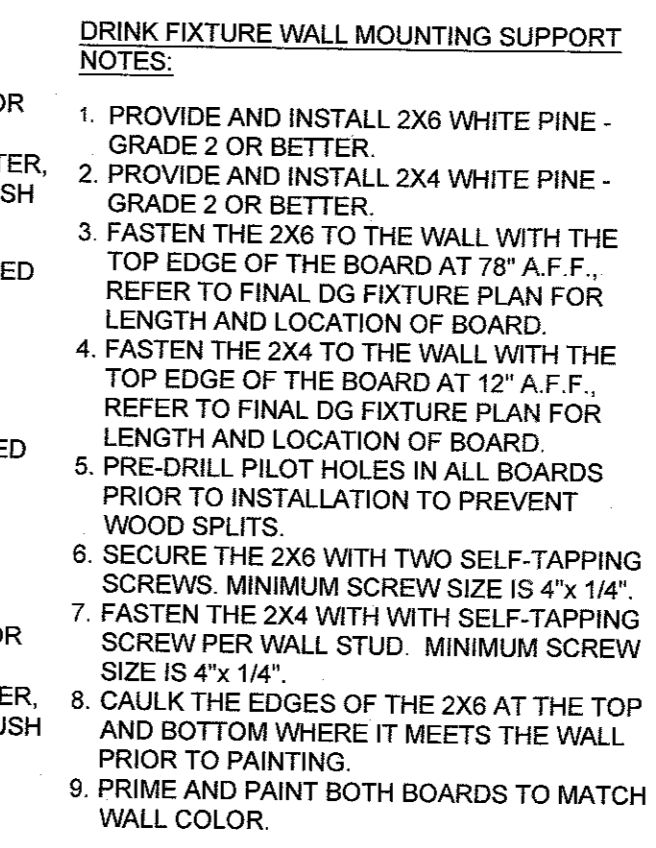 DRINK FIXTURE WALL MOUNTING SUPPORT
NOTES:
OR
TER,
SH
ED
ED
OR
ER,
USH
1. PROVIDE AND INSTALL 2X6 WHITE PINE -
GRADE 2 OR BETTER.
2. PROVIDE AND INSTALL 2X4 WHITE PINE -
GRADE 2 OR BETTER.
3. FASTEN THE 2X6 TO THE WALL WITH THE
TOP EDGE OF THE BOARD AT 78" A.F.F.,
REFER TO FINAL DG FIXTURE PLAN FOR
LENGTH AND LOCATION OF BOARD.
4. FASTEN THE 2X4 TO THE WALL WITH THE
TOP EDGE OF THE BOARD AT 12" A.F.F.,
REFER TO FINAL DG FIXTURE PLAN FOR
LENGTH AND LOCATION OF BOARD.
5. PRE-DRILL PILOT HOLES IN ALL BOARDS
PRIOR TO INSTALLATION TO PREVENT
WOOD SPLITS.
6. SECURE THE 2X6 WITH TWO SELF-TAPPING
SCREWS. MINIMUM SCREW SIZE IS 4"x 1/4".
7. FASTEN THE 2X4 WITH WITH SELF-TAPPING
SCREW PER WALL STUD. MINIMUM SCREW
SIZE IS 4"x 1/4".
8. CAULK THE EDGES OF THE 2X6 AT THE TOP
AND BOTTOM WHERE IT MEETS THE WALL
PRIOR TO PAINTING.
9. PRIME AND PAINT BOTH BOARDS TO MATCH
WALL COLOR.